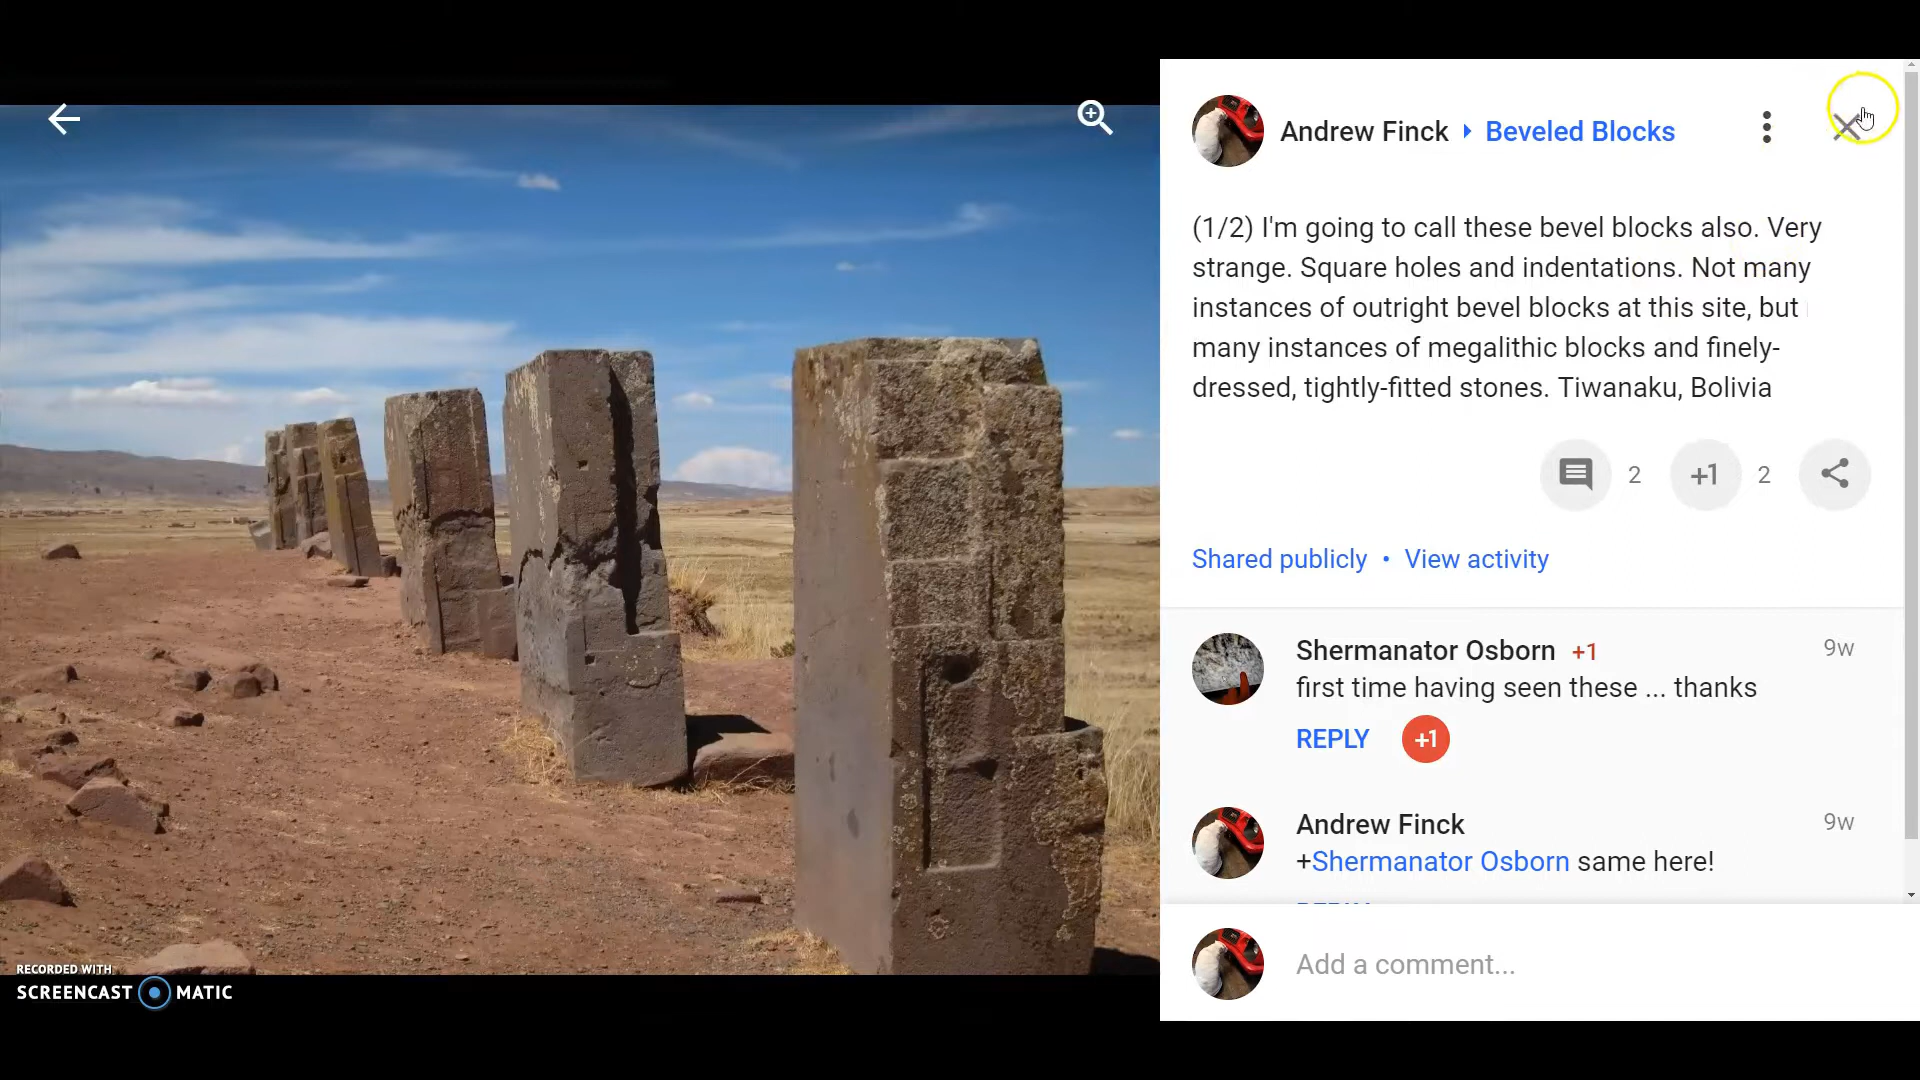 Andrew Finck ▸ Beveled Blocks
(1/2) I'm going to call these bevel blocks also. Very
strange. Square holes and indentations. Not many
instances of outright bevel blocks at this site, but
many instances of megalithic blocks and finely-
dressed, tightly-fitted stones. Tiwanaku, Bolivia
2 +1 2
Shared publicly • View activity
Shermanator Osborn +1 9w
first time having seen these ... thanks
REPLY +1
Andrew Finck 9w
+Shermanator Osborn same here!
Add a comment...
RECORDED WITH
SCREENCAST MATIC